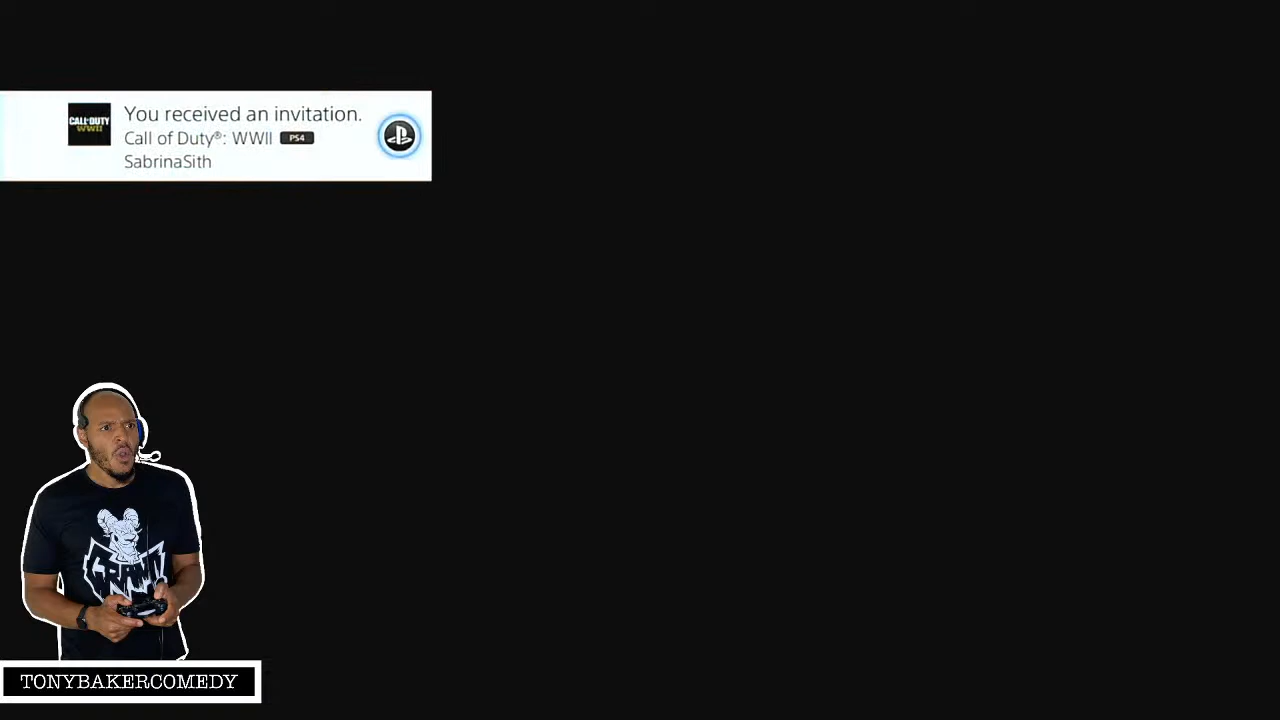 You received an invitation.
CALL·DUTY
WWII
Call of Duty®: WWII PS4
SabrinaSith
TONYBAKERCOMEDY